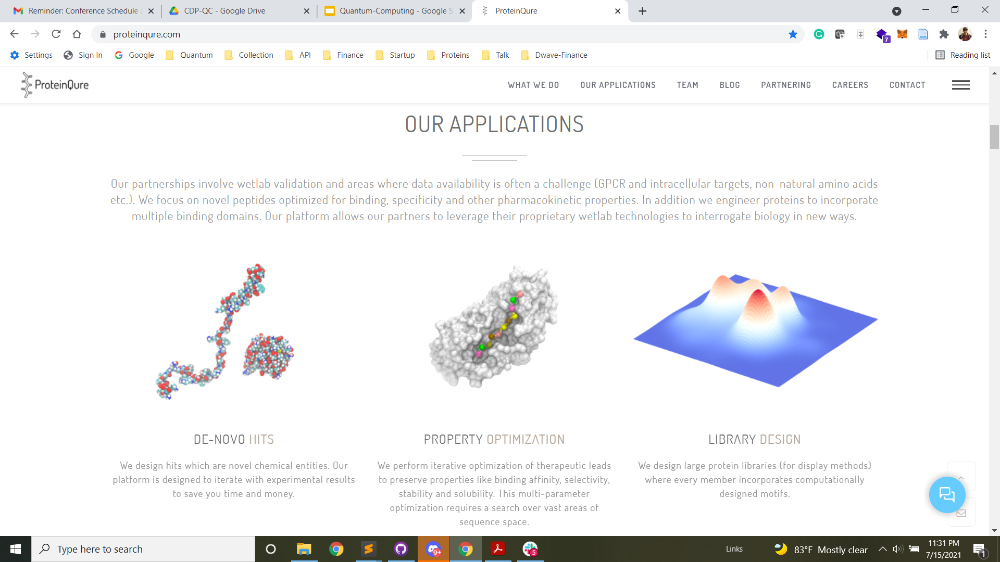 Reminder: Conference Schedule
CDP-QC - Google Drive
Quantum-Computing - Google S
ProteinQure
proteinqure.com
7
Settings
Sign In
Google
Quantum
Collection
API
Finance
Startup
Proteins
Talk
Dwave-Finance
Reading list
ProteinQure
WHAT WE DO
OUR APPLICATIONS
TEAM
BLOG
PARTNERING
CAREERS
CONTACT
OUR APPLICATIONS
Our partnerships involve wetlab validation and areas where data availability is often a challenge (GPCR and intracellular targets, non-natural amino acids
etc.). We focus on novel peptides optimized for binding, specificity and other pharmacokinetic properties. In addition we engineer proteins to incorporate
multiple binding domains. Our platform allows our partners to leverage their proprietary wetlab technologies to interrogate biology in new ways.
DE-NOVO HITS
We design hits which are novel chemical entities. Our
platform is designed to iterate with experimental results
to save you time and money.
PROPERTY OPTIMIZATION
We perform iterative optimization of therapeutic leads
to preserve properties like binding affinity, selectivity,
stability and solubility. This multi-parameter
optimization requires a search over vast areas of
sequence space.
LIBRARY DESIGN
We design large protein libraries (for display methods)
where every member incorporates computationally
designed motifs.
Type here to search
9+
5
Links
83°F Mostly clear
11:31 PM
7/15/2021
1